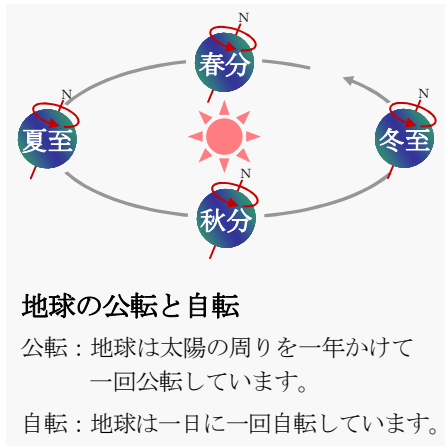 N
春分
N
夏至
N
冬至
N
秋分
地球の公転と自転
公転：地球は太陽の周りを一年かけて
一回公転しています。
自転：地球は一日に一回自転しています。